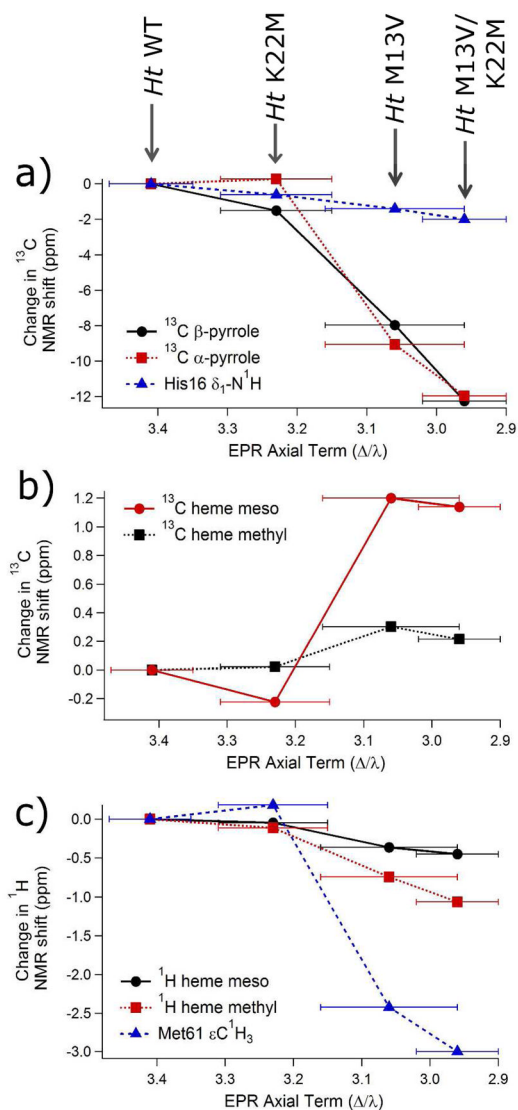 Ht WT
Ht K22M
Ht M13V
Ht M13V/
K22M
a)
0
-2
-4
-6
-8
-10
-12
Change in ¹³C
NMR shift (ppm)
¹³C β-pyrrole
¹³C α-pyrrole
His16 δ₁-N¹H
3.4 3.3 3.2 3.1 3.0 2.9
EPR Axial Term (Δ/λ)
b)
1.2
1.0
0.8
0.6
0.4
0.2
0.0
-0.2
Change in ¹³C
NMR shift (ppm)
¹³C heme meso
¹³C heme methyl
3.4 3.3 3.2 3.1 3.0 2.9
EPR Axial Term (Δ/λ)
c)
0.0
-0.5
-1.0
-1.5
-2.0
-2.5
-3.0
Change in ¹H
NMR shift (ppm)
¹H heme meso
¹H heme methyl
Met61 εC¹H₃
3.4 3.3 3.2 3.1 3.0 2.9
EPR Axial Term (Δ/λ)